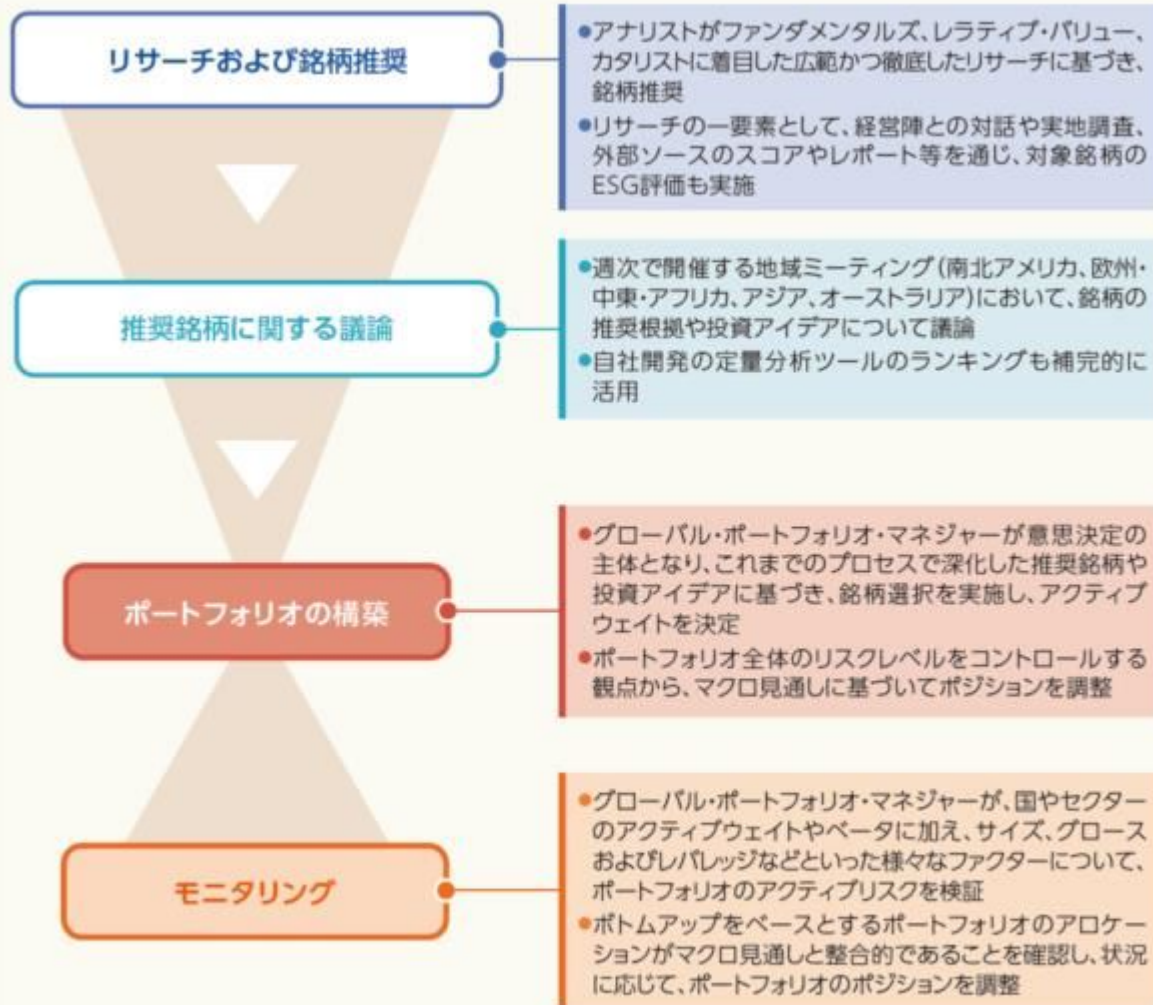 リサーチおよび銘柄推奨
●アナリストがファンダメンタルズ、レラティブ・バリュー、
カタリストに着目した広範かつ徹底したリサーチに基づき、
銘柄推奨
●リサーチの一要素として、経営陣との対話や実地調査、
外部ソースのスコアやレポート等を通じ、対象銘柄の
ESG評価も実施
推奨銘柄に関する議論
●週次で開催する地域ミーティング(南北アメリカ、欧州・
中東・アフリカ、アジア、オーストラリア)において、銘柄の
推奨根拠や投資アイデアについて議論
●自社開発の定量分析ツールのランキングも補完的に
活用
ポートフォリオの構築
●グローバル・ポートフォリオ・マネジャーが意思決定の
主体となり、これまでのプロセスで深化した推奨銘柄や
投資アイデアに基づき、銘柄選択を実施し、アクティブ
ウェイトを決定
●ポートフォリオ全体のリスクレベルをコントロールする
観点から、マクロ見通しに基づいてポジションを調整
モニタリング
●グローバル・ポートフォリオ・マネジャーが、国やセクター
のアクティブウェイトやベータに加え、サイズ、グロース
およびレバレッジなどといった様々なファクターについて、
ポートフォリオのアクティブリスクを検証
●ボトムアップをベースとするポートフォリオのアロケー
ションがマクロ見通しと整合的であることを確認し、状況
に応じて、ポートフォリオのポジションを調整